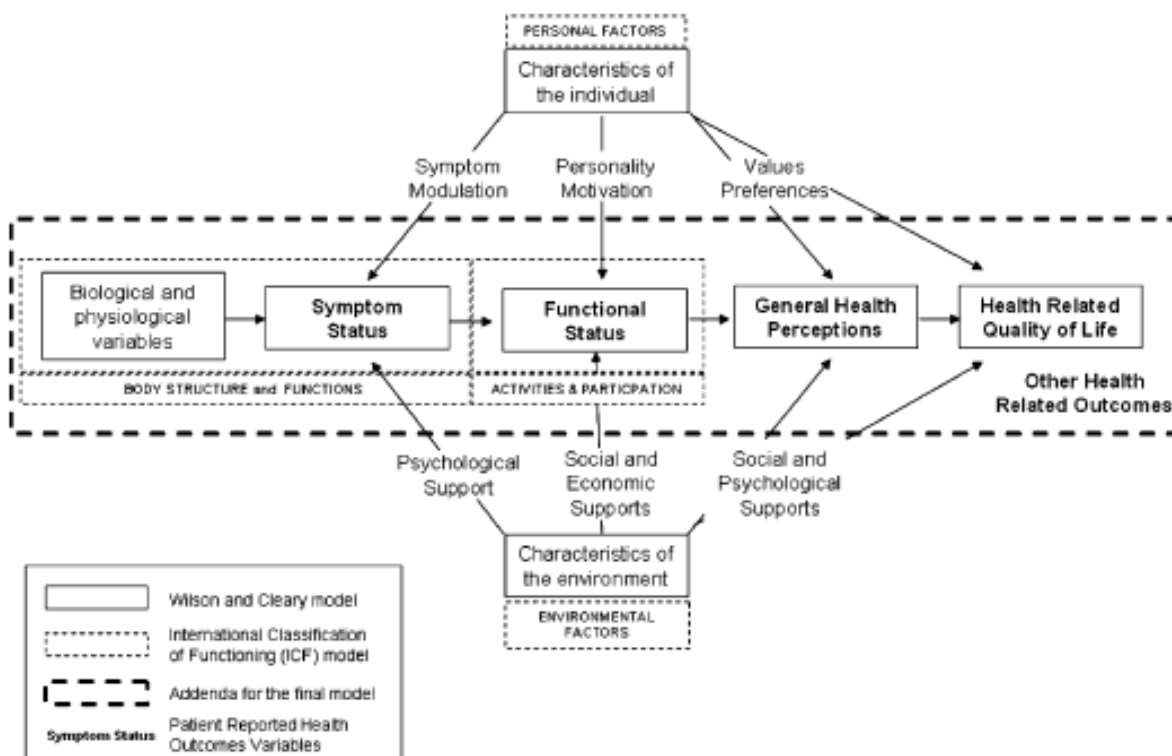 PERSONAL FACTORS
Characteristics of
the individual
Symptom
Modulation
Personality
Motivation
Values
Preferences
Biological and
physiological
variables
Symptom
Status
Functional
Status
General Health
Perceptions
Health Related
Quality of Life
BODY STRUCTURE and FUNCTIONS
ACTIVITIES & PARTICPATION
Other Health
Related Outcomes
Psychological
Support
Social and
Economic
Supports
Social and
Psychological
Supports
Characteristics of
the environment
ENVIRONMENTAL
FACTORS
Wilson and Cleary model
International Classification
of Functioning (ICF) model
Addenda for the final model
Symptom Status
Patient Reported Health
Outcomes Variables